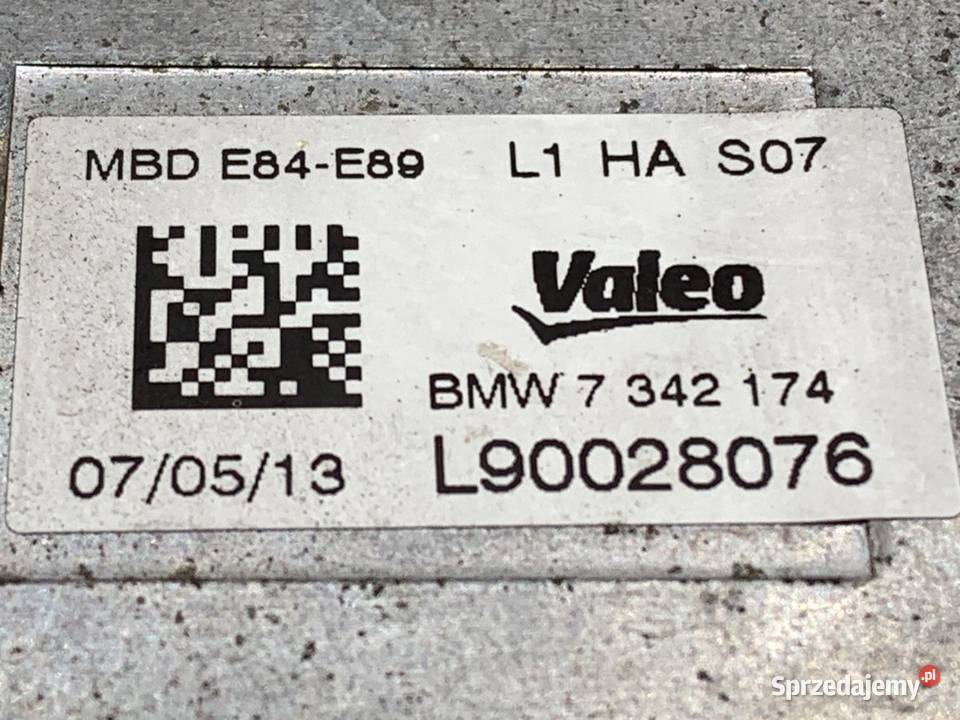 MBD E84-E89 L1 HA S07
Valeo
BMW 7 342 174
07/05/13 L90028076
Sprzedajemy.pl